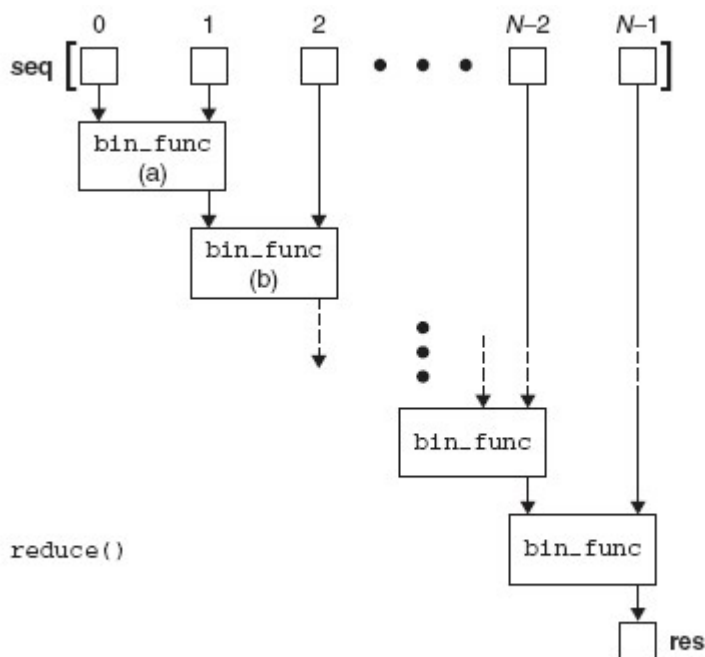 0 1 2 N–2 N–1
seq [ ]
bin_func
(a)
bin_func
(b)
bin_func
reduce()
bin_func
res